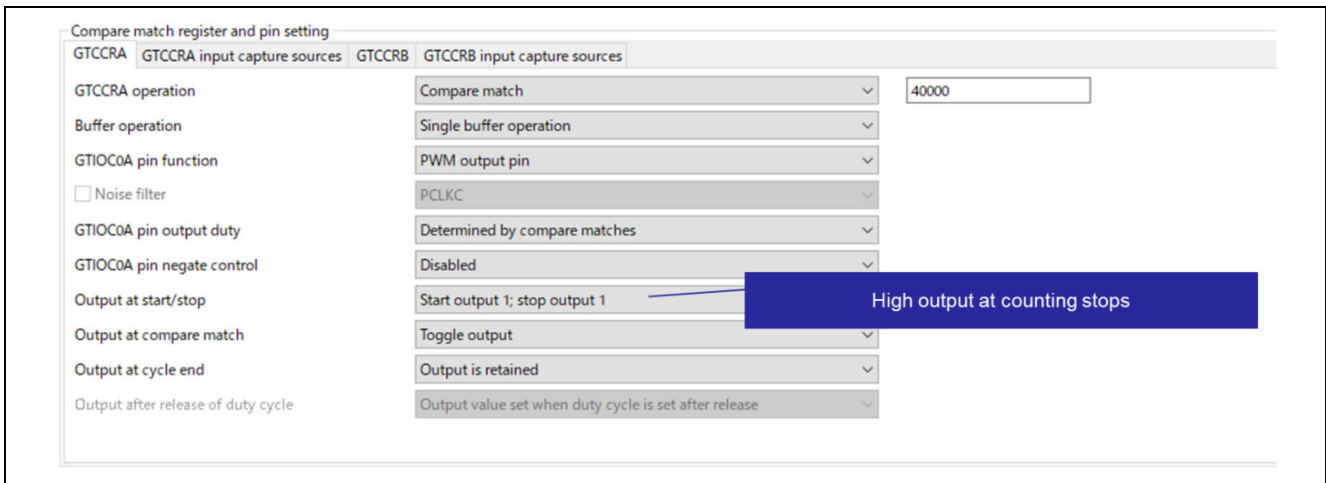 Compare match register and pin setting
GTCCRA GTCCRA input capture sources GTCCRB GTCCRB input capture sources
GTCCRA operation Compare match 40000
Buffer operation Single buffer operation
GTIOC0A pin function PWM output pin
Noise filter PCLKC
GTIOC0A pin output duty Determined by compare matches
GTIOC0A pin negate control Disabled
Output at start/stop Start output 1; stop output 1 High output at counting stops
Output at compare match Toggle output
Output at cycle end Output is retained
Output after release of duty cycle Output value set when duty cycle is set after release